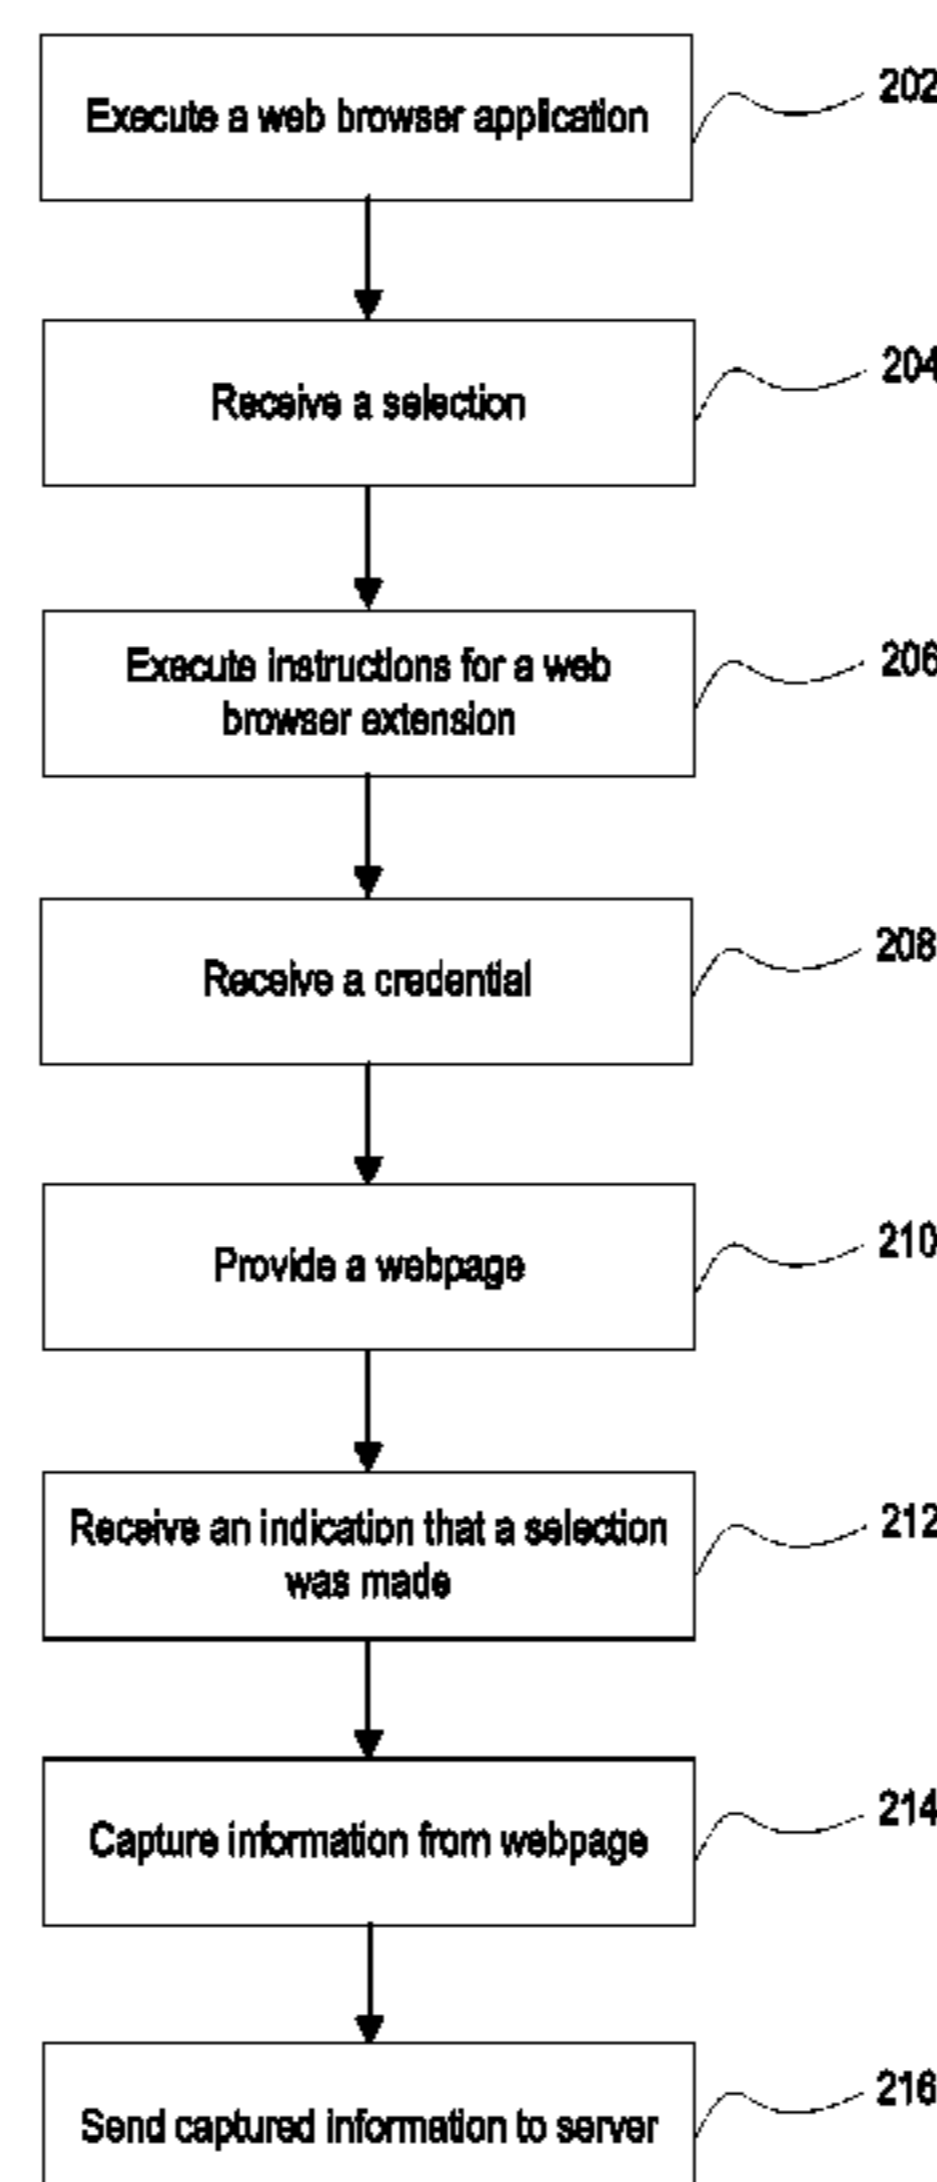 Execute a web browser application
202
Receive a selection
204
Execute instructions for a web
browser extension
206
Receive a credential
208
Provide a webpage
210
Receive an indication that a selection
was made
212
Capture information from webpage
214
Send captured information to server
216